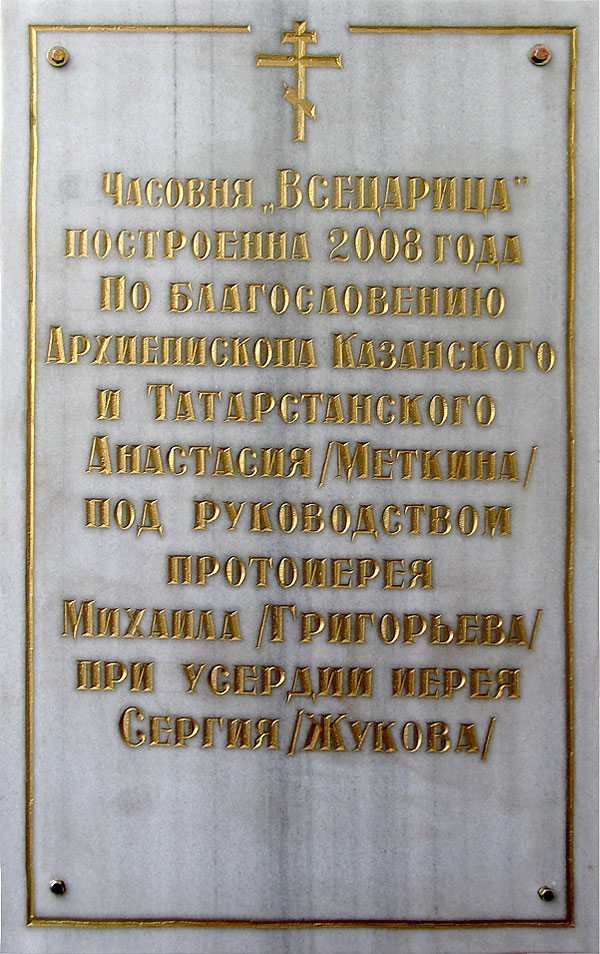 Часовня „Всецарица"
построенна 2008 года
По благословению
Архиепископа Казанского
и Татарстанского
Анастасия /Меткина/
под руководством
протоиерея
Михаила /Григорьева/
при усердии иерея
Сергия /Жукова/